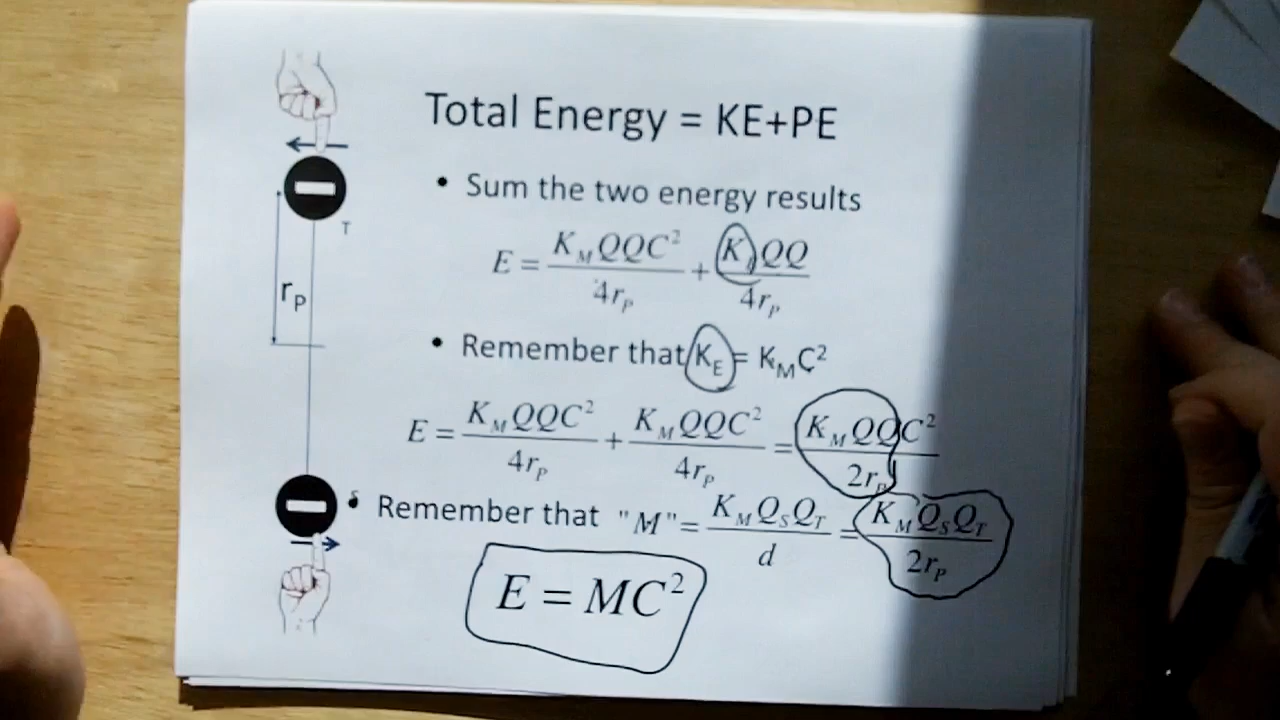 Total Energy = KE+PE
T
• Sum the two energy results
E = K_M QQC² / 4r_P + K QQ / 4r_P
r_P
• Remember that K_E = K_M C²
E = K_M QQC² / 4r_P + K_M QQC² / 4r_P = K_M QQC² / 2r_P
s
• Remember that "M" = K_M Q_S Q_T / d = K_M Q_S Q_T / 2r_P
E = MC²